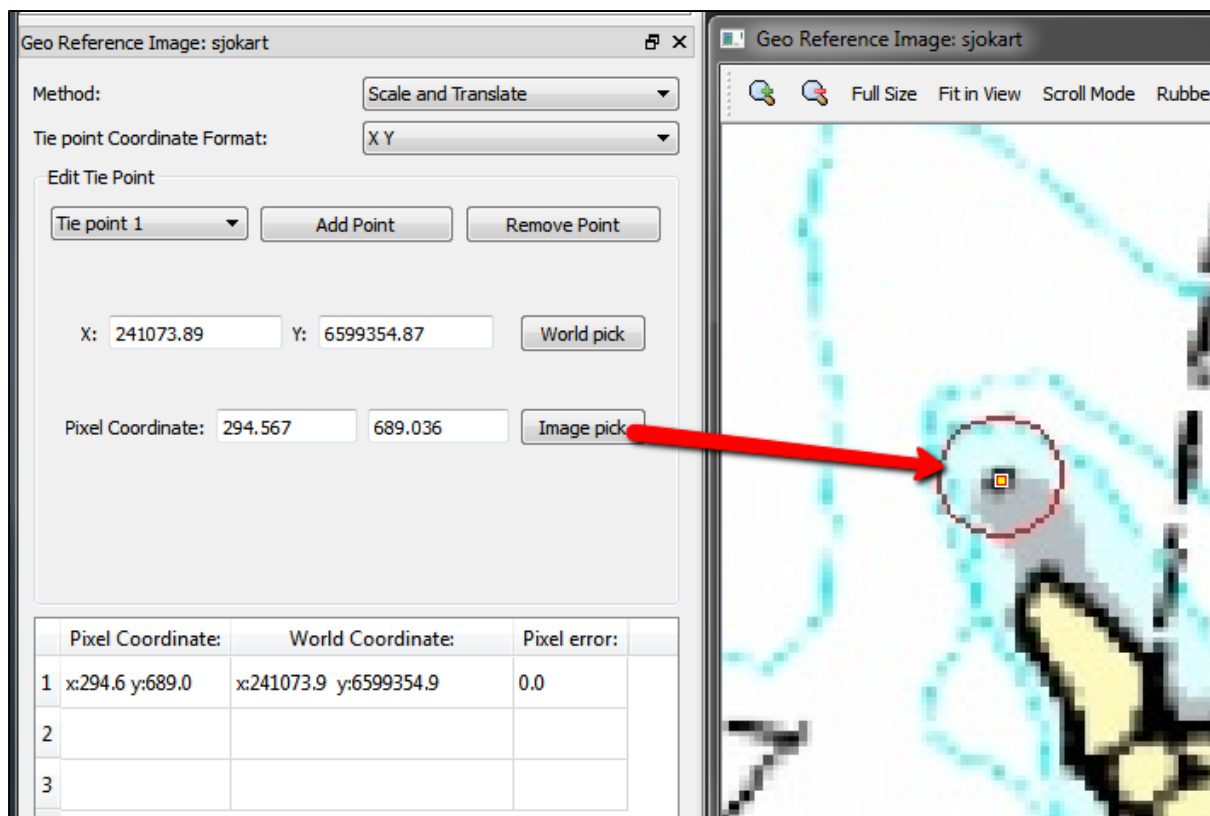 Geo Reference Image: sjokart
Method: Scale and Translate
Tie point Coordinate Format: X Y
Edit Tie Point
Tie point 1 Add Point Remove Point
X: 241073.89 Y: 6599354.87 World pick
Pixel Coordinate: 294.567 689.036 Image pick
Pixel Coordinate: World Coordinate: Pixel error:
1 x:294.6 y:689.0 x:241073.9 y:6599354.9 0.0
2
3
Geo Reference Image: sjokart
Full Size Fit in View Scroll Mode Rubbe